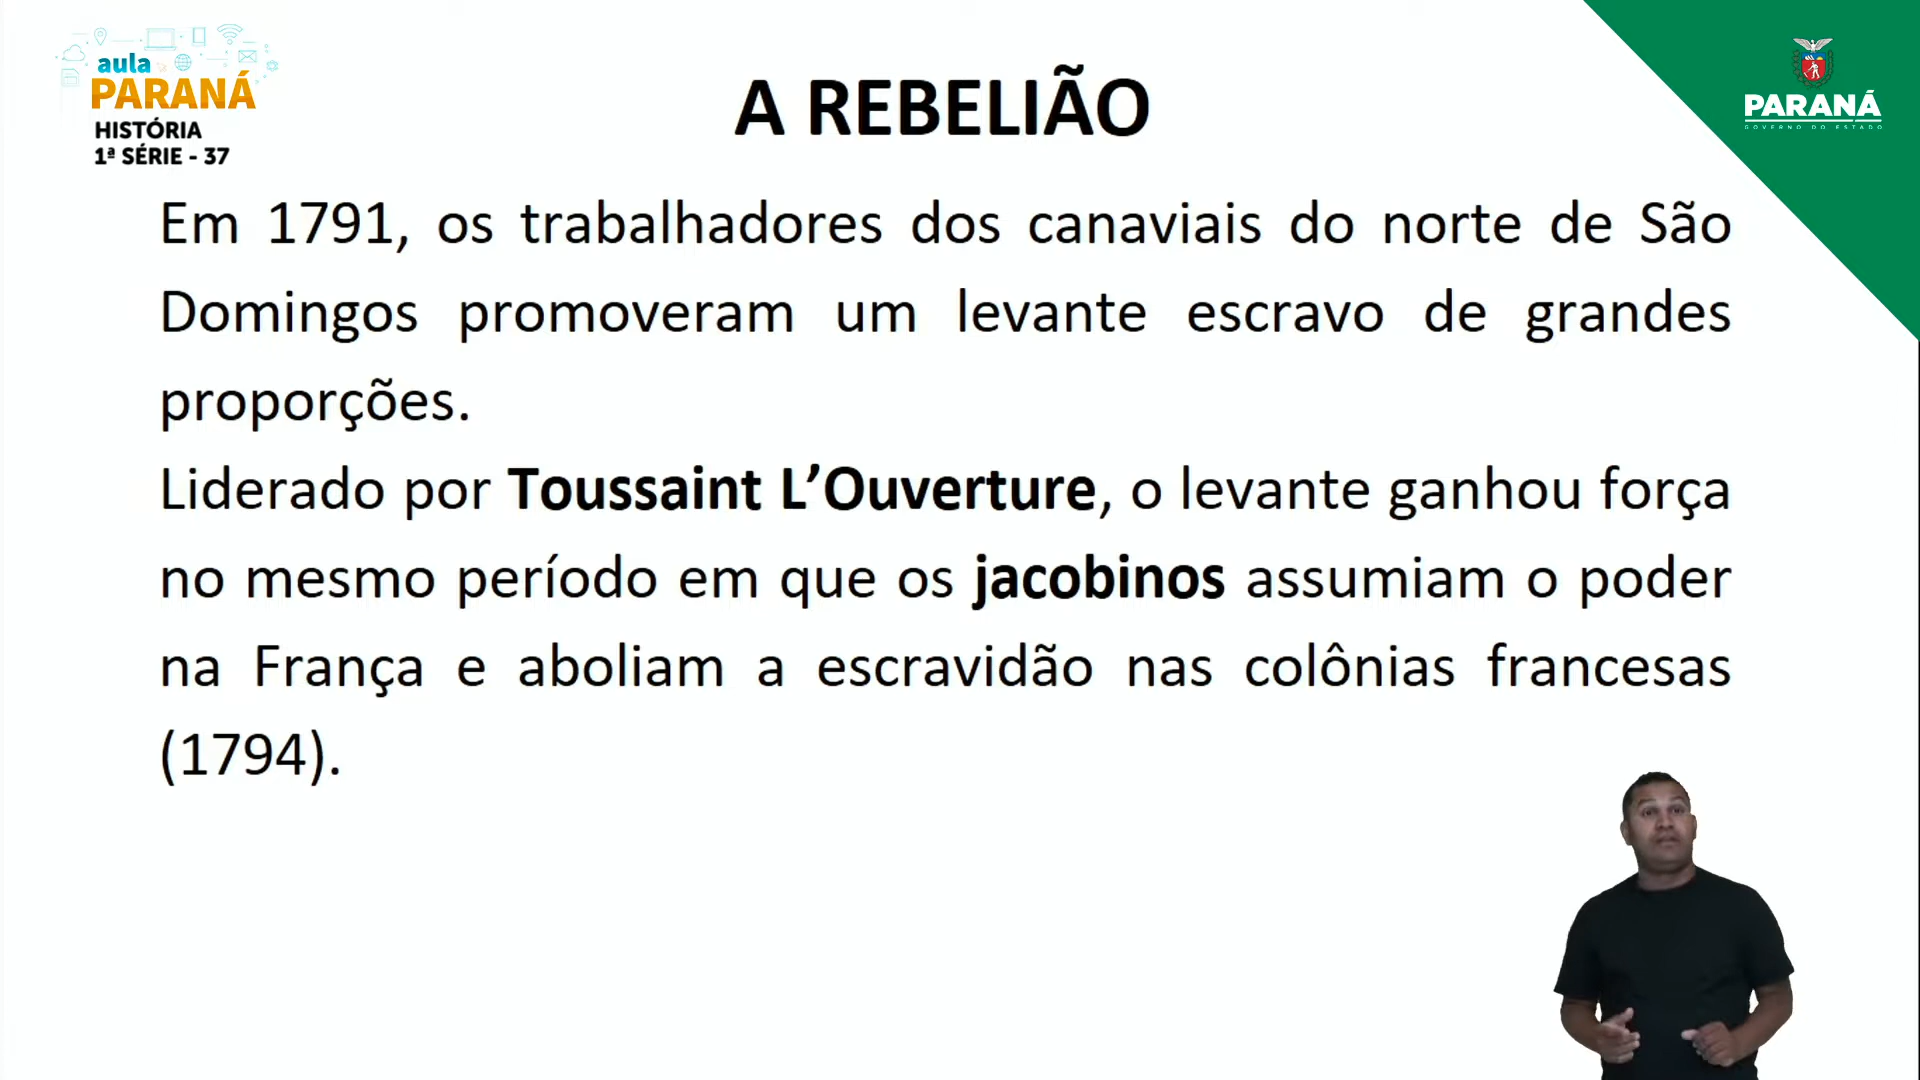 aula
PARANÁ
HISTÓRIA
1ª SÉRIE - 37
PARANÁ
GOVERNO DO ESTADO
A REBELIÃO
Em 1791, os trabalhadores dos canaviais do norte de São
Domingos promoveram um levante escravo de grandes
proporções.
Liderado por Toussaint L’Ouverture, o levante ganhou força
no mesmo período em que os jacobinos assumiam o poder
na França e aboliam a escravidão nas colônias francesas
(1794).